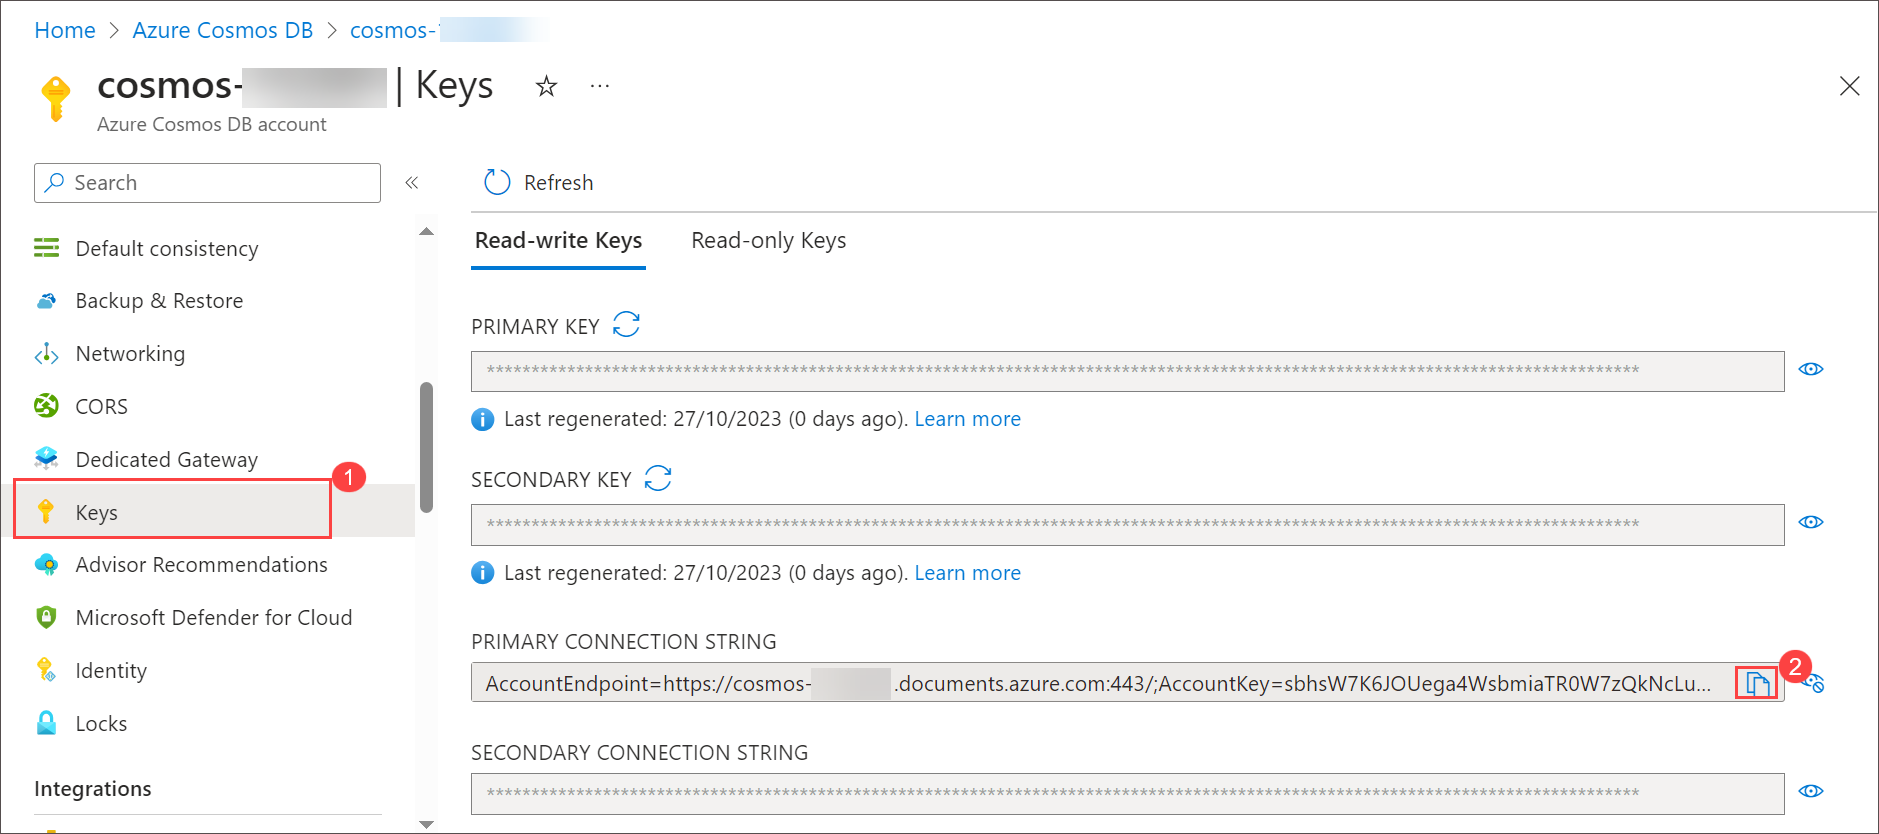 Home > Azure Cosmos DB > cosmos-
cosmos- | Keys ☆ ...
Azure Cosmos DB account
Search «
Default consistency
Backup & Restore
Networking
CORS
Dedicated Gateway
1
Keys
Advisor Recommendations
Microsoft Defender for Cloud
Identity
Locks
Integrations
Refresh
Read-write Keys Read-only Keys
PRIMARY KEY
Last regenerated: 27/10/2023 (0 days ago). Learn more
SECONDARY KEY
Last regenerated: 27/10/2023 (0 days ago). Learn more
PRIMARY CONNECTION STRING
AccountEndpoint=https://cosmos- .documents.azure.com:443/;AccountKey=sbhsW7K6JOUega4WsbmiaTR0W7zQkNcLu...
2
SECONDARY CONNECTION STRING